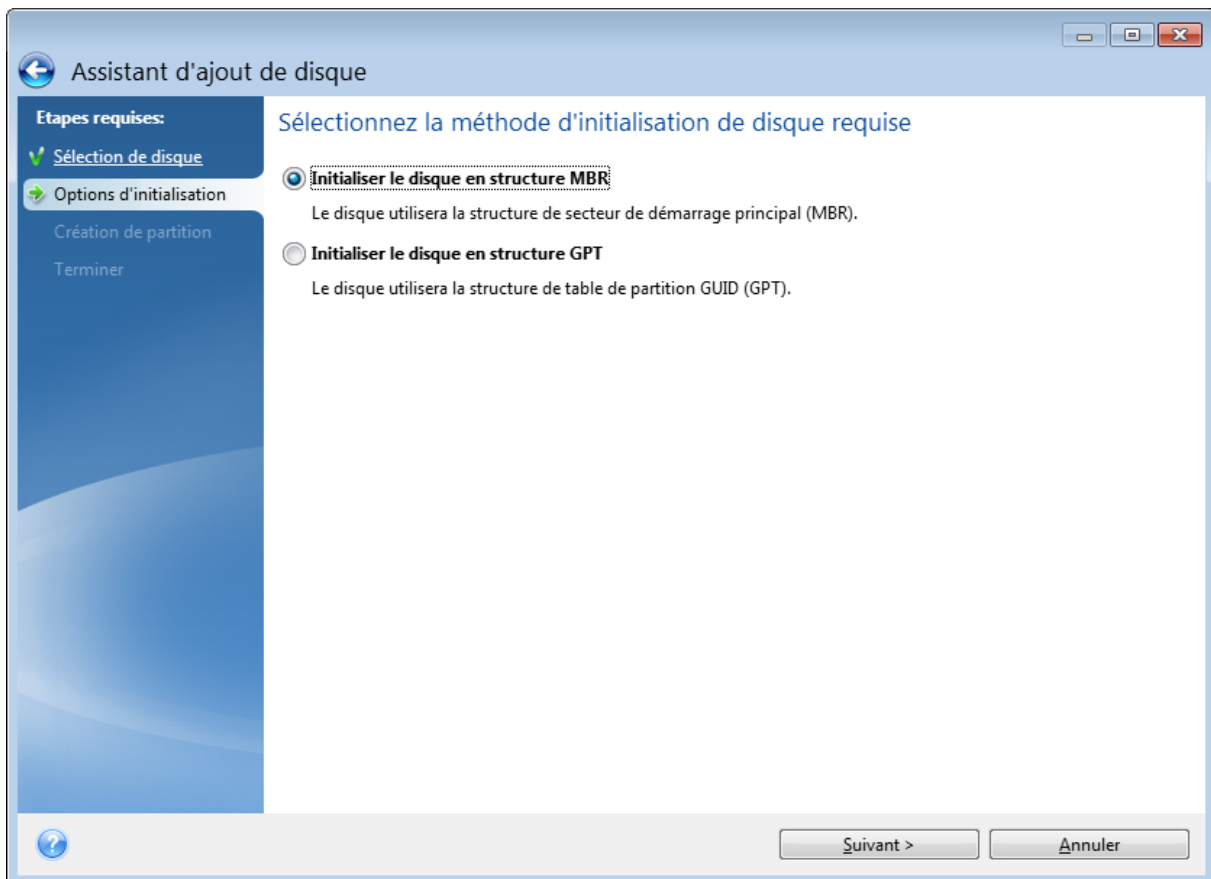 Assistant d'ajout de disque
Etapes requises:
Sélection de disque
Options d'initialisation
Création de partition
Terminer
Sélectionnez la méthode d'initialisation de disque requise
Initialiser le disque en structure MBR
Le disque utilisera la structure de secteur de démarrage principal (MBR).
Initialiser le disque en structure GPT
Le disque utilisera la structure de table de partition GUID (GPT).
Suivant >
Annuler